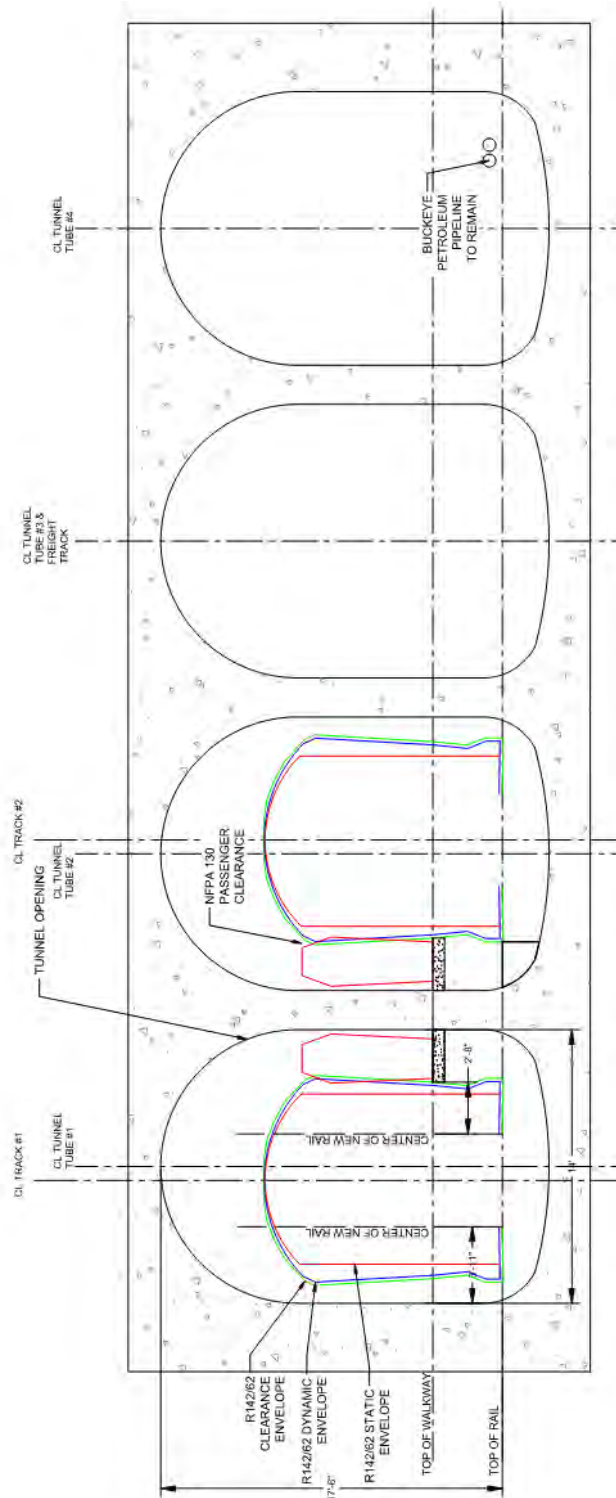 CL TUNNEL
TUBE #4
BUCKEYE
PETROLEUM
PIPELINE
TO REMAIN
CL TUNNEL
TUBE #3 &
FREIGHT
TRACK
CL TRACK #2
CL TUNNEL
TUBE #2
TUNNEL OPENING
NFPA 130
PASSENGER
CLEARANCE
CL TRACK #1
CL TUNNEL
TUBE #1
CENTER OF NEW RAIL
2'-8"
CENTER OF NEW RAIL
14'
R142/62
CLEARANCE
ENVELOPE
R142/62 DYNAMIC
ENVELOPE
R142/62 STATIC
ENVELOPE
TOP OF WALKWAY
TOP OF RAIL